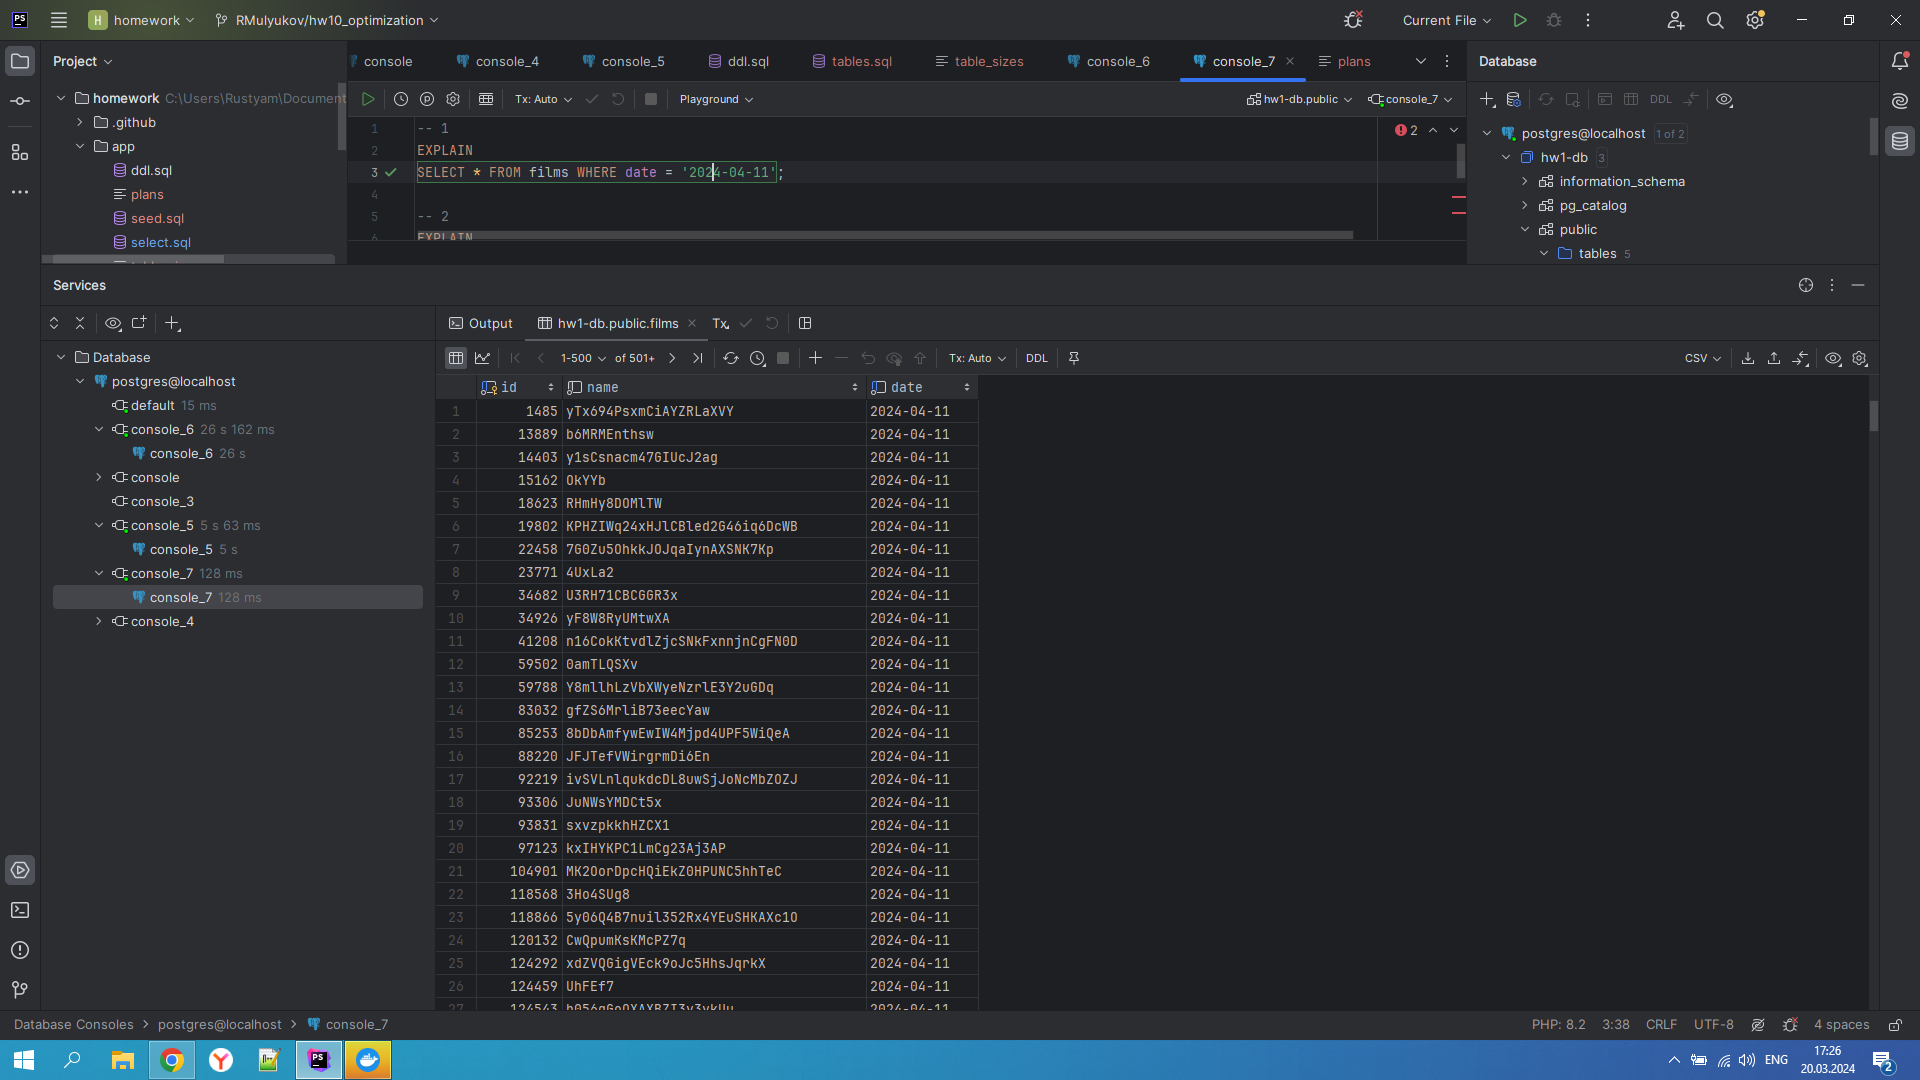 PS
H homework
RMulyukov/hw10_optimization
Current File
Project
console
console_4
console_5
ddl.sql
tables.sql
table_sizes
console_6
console_7
plans
Database
homework C:\Users\Rustyam\Document
.github
app
ddl.sql
plans
seed.sql
select.sql
Tx: Auto
Playground
hw1-db.public
console_7
1 -- 1
2 EXPLAIN
3 SELECT * FROM films WHERE date = '2024-04-11';
4
5 -- 2
6 EXPLAIN
2
DDL
postgres@localhost 1 of 2
hw1-db 3
information_schema
pg_catalog
public
tables 5
Services
Database
postgres@localhost
default 15 ms
console_6 26 s 162 ms
console_6 26 s
console
console_3
console_5 5 s 63 ms
console_5 5 s
console_7 128 ms
console_7 128 ms
console_4
Output
hw1-db.public.films
Tx
1-500 of 501+
Tx: Auto
DDL
CSV
id name date
1 1485 yTx694PsxmCiAYZRLaXVY 2024-04-11
2 13889 b6MRMEnthsw 2024-04-11
3 14403 y1sCsnacm47GIUcJ2ag 2024-04-11
4 15162 OkYYb 2024-04-11
5 18623 RHmHy8DOMlTW 2024-04-11
6 19802 KPHZIWq24xHJlCBled2G46iq6DcWB 2024-04-11
7 22458 7G0Zu5OhkkJOJqaIynAXSNK7Kp 2024-04-11
8 23771 4UxLa2 2024-04-11
9 34682 U3RH71CBCGGR3x 2024-04-11
10 34926 yF8W8RyUMtwXA 2024-04-11
11 41208 n16CokKtvdlZjcSNkFxnnjnCgFN0D 2024-04-11
12 59502 0amTLQSXv 2024-04-11
13 59788 Y8mllhLzVbXWyeNzrlE3Y2uGDq 2024-04-11
14 83032 gfZS6MrliB73eecYaw 2024-04-11
15 85253 8bDbAmfywEwIW4Mjpd4UPF5WiQeA 2024-04-11
16 88220 JFJTefVWirgrmDi6En 2024-04-11
17 92219 ivSVLnlqukdcDL8uwSjJoNcMbZOZJ 2024-04-11
18 93306 JuNWsYMDCt5x 2024-04-11
19 93831 sxvzpkkhHZCX1 2024-04-11
20 97123 kxIHYKPC1LmCg23Aj3AP 2024-04-11
21 104901 MK2OorDpcHQiEkZ0HPUNC5hhTeC 2024-04-11
22 118568 3Ho4SUg8 2024-04-11
23 118866 5y06Q4B7nuil352Rx4YEuSHKAXc1O 2024-04-11
24 120132 CwQpumKsKMcPZ7q 2024-04-11
25 124292 xdZVQGigVEck9oJc5HhsJqrkX 2024-04-11
26 124459 UhFEf7 2024-04-11
27 124543 2024-04-11
Database Consoles > postgres@localhost > console_7
PHP: 8.2
3:38
CRLF
UTF-8
4 spaces
ENG
17:26
20.03.2024
2